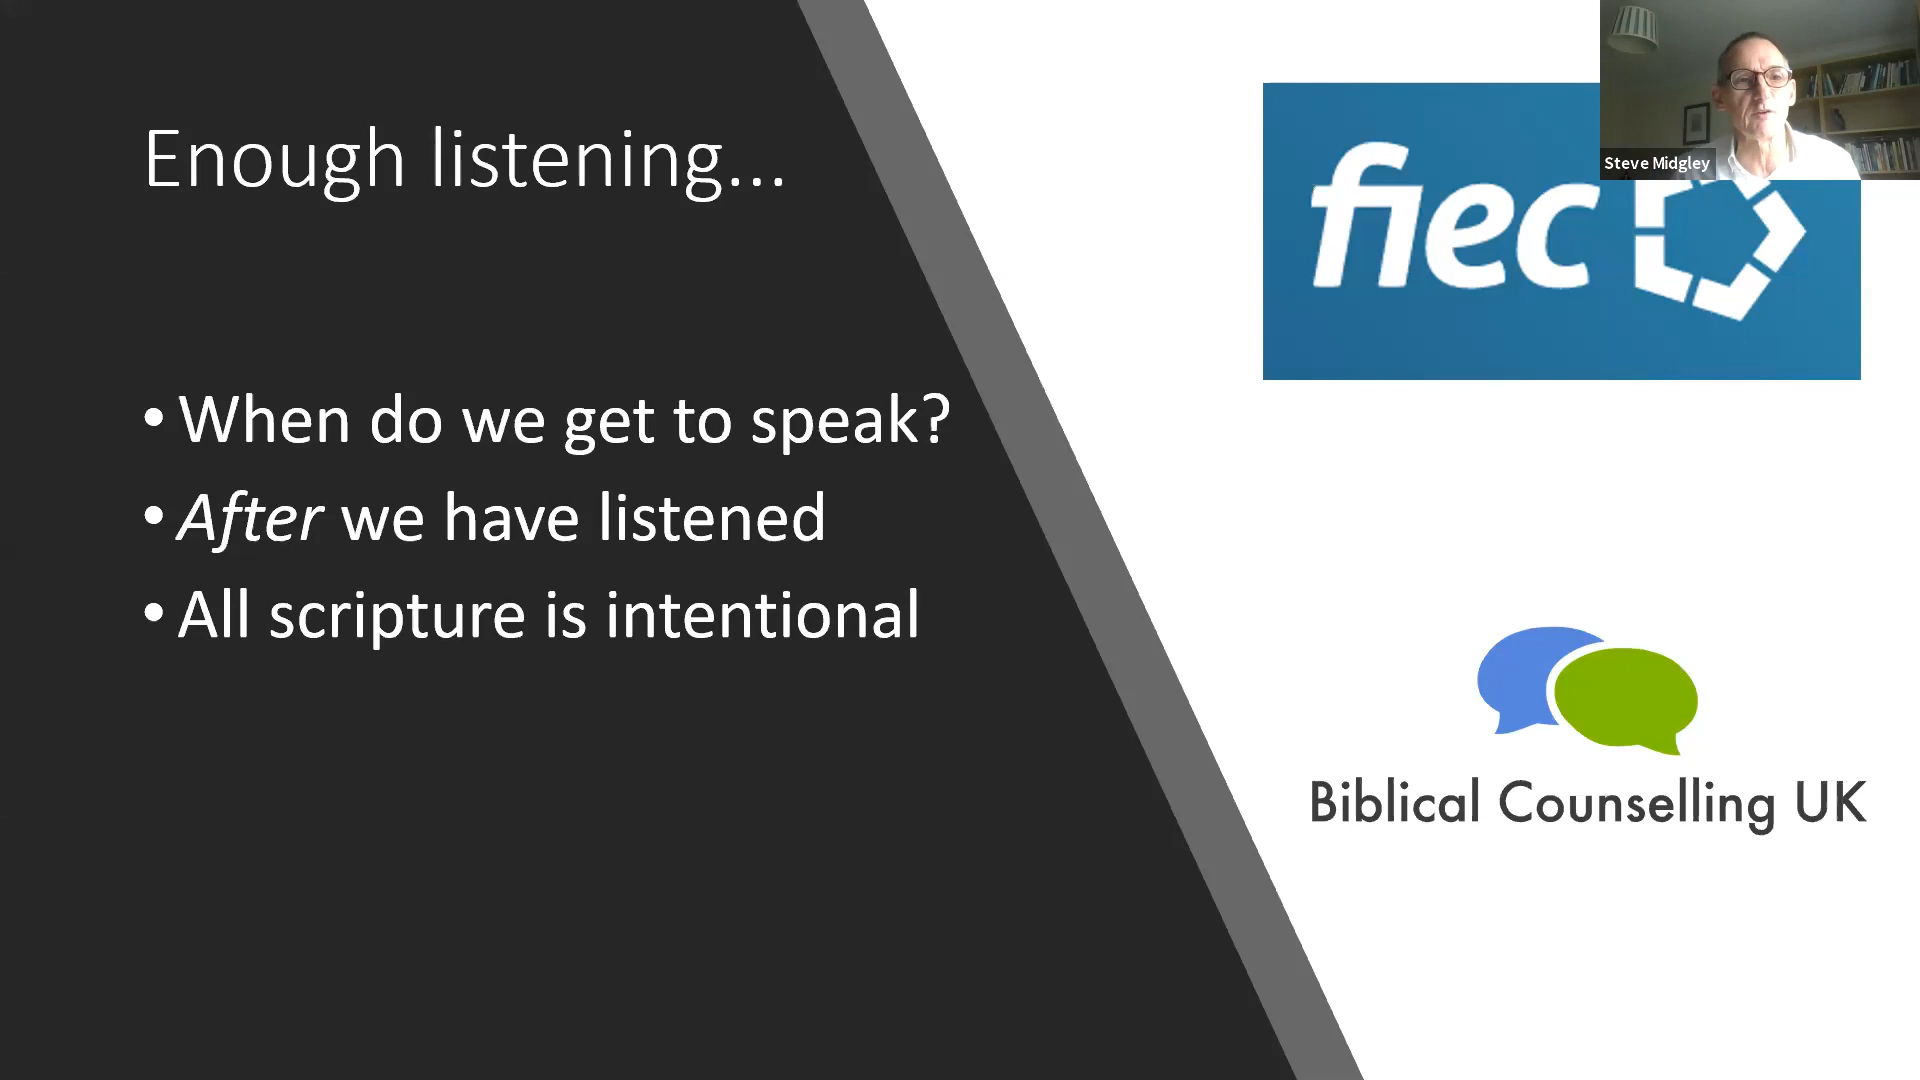 Enough listening...
• When do we get to speak?
• After we have listened
• All scripture is intentional
fiec
Steve Midgley
Biblical Counselling UK